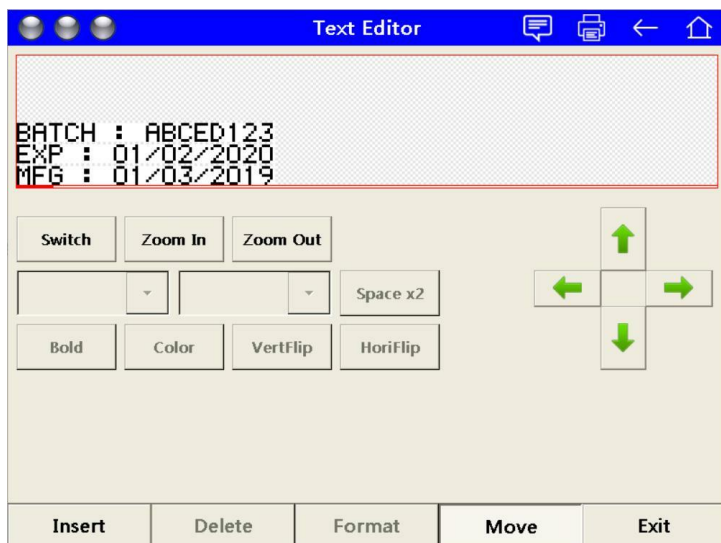 Text Editor
BATCH : ABCED123
EXP : 01/02/2020
MFG : 01/03/2019
Switch
Zoom In
Zoom Out
Space x2
Bold
Color
VertFlip
HoriFlip
Insert
Delete
Format
Move
Exit